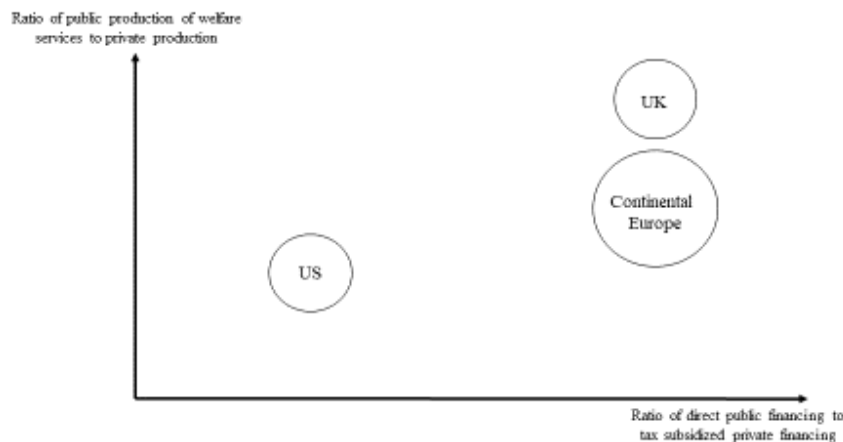 Ratio of public production of welfare
services to private production
UK
Continental
Europe
US
Ratio of direct public financing to
tax subsidized private financing